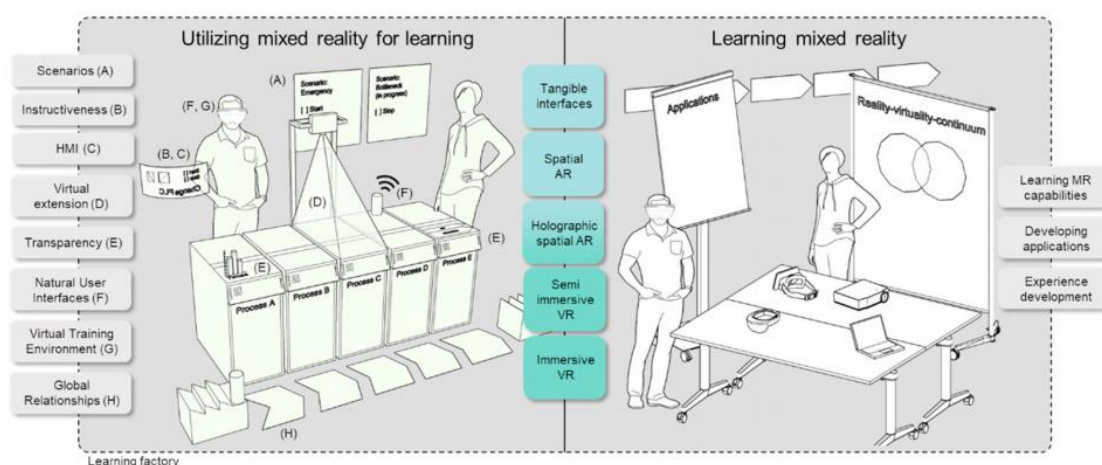 Utilizing mixed reality for learning
Learning mixed reality
Scenarios (A)
Instructiveness (B)
HMI (C)
Virtual
extension (D)
Transparency (E)
Natural User
Interfaces (F)
Virtual Training
Environment (G)
Global
Relationships (H)
(A)
Scenario:
Emergency
[ ] Start
Scenario:
Bottleneck
(in progress)
[ ] Stop
(F, G)
(B, C)
Change PLC
(D)
(F)
(E)
(E)
Process A
Process B
Process C
Process D
Process E
(H)
Tangible
interfaces
Spatial
AR
Holographic
spatial AR
Semi
immersive
VR
Immersive
VR
Applications
Reality-virtuality-continuum
Learning MR
capabilities
Developing
applications
Experience
development
Learning factory